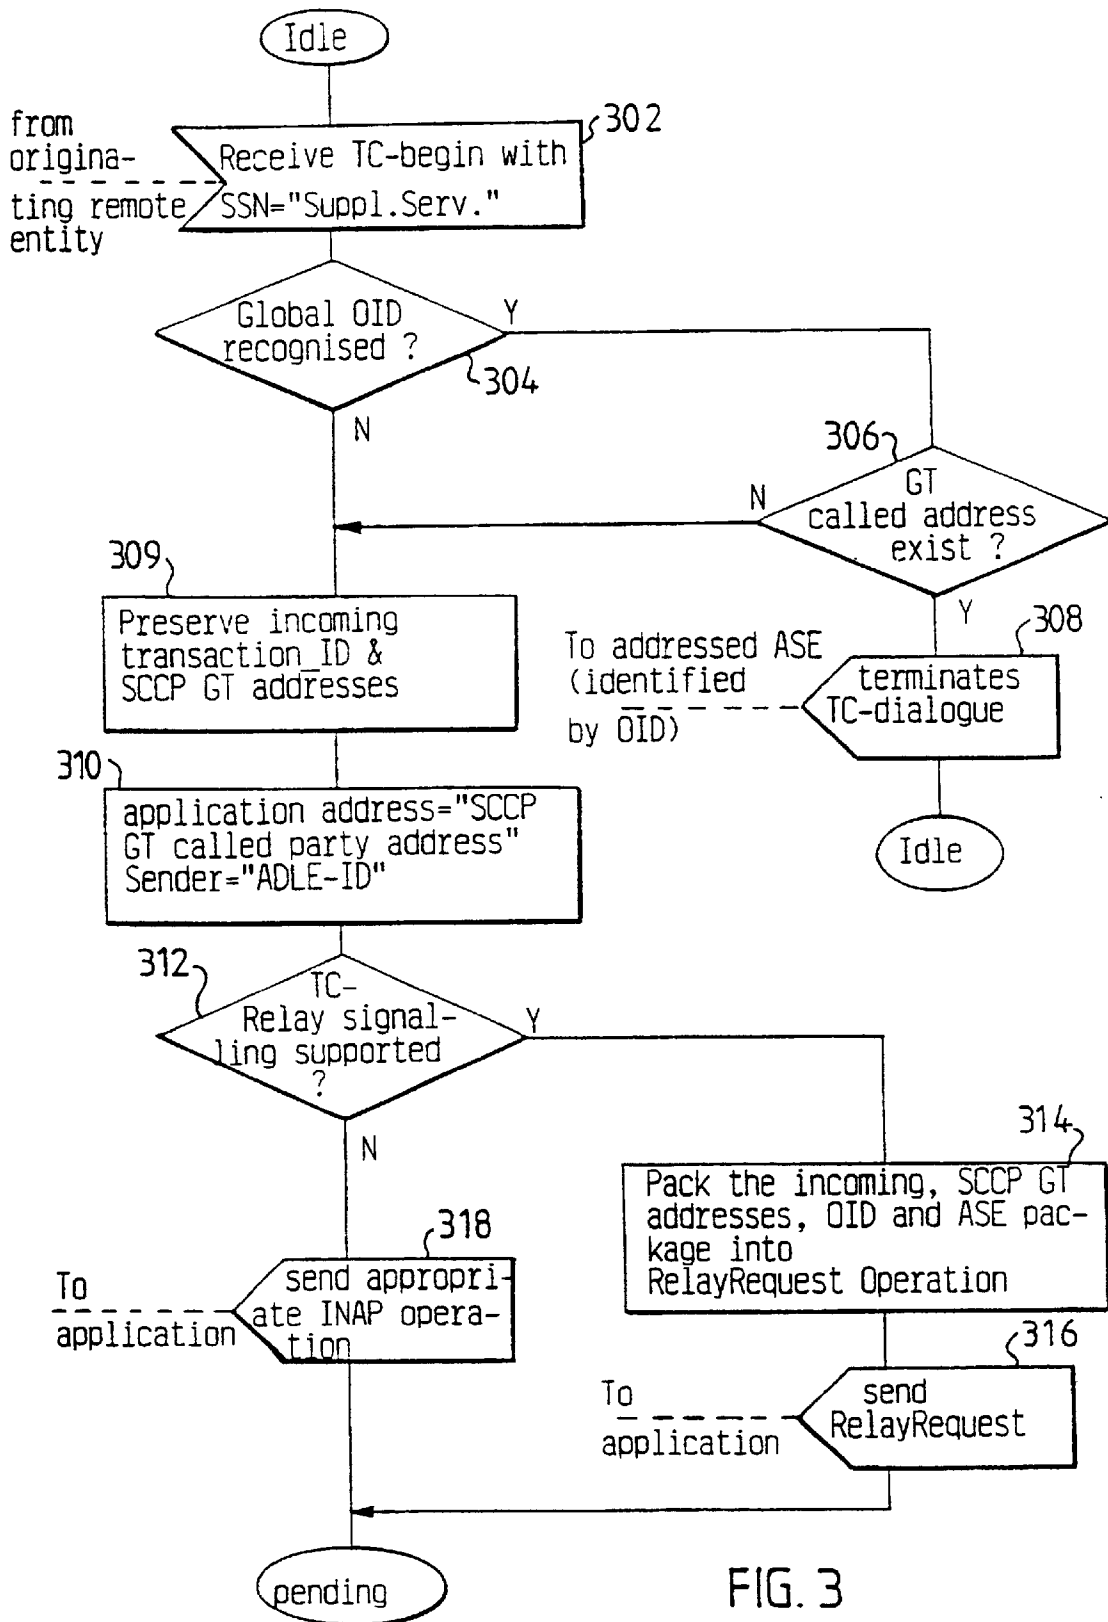 Idle
302
from
origina-
ting remote
entity
Receive TC-begin with
SSN="Suppl.Serv."
Global OID
recognised ?
Y
304
N
306
GT
called address
exist ?
N
Y
309
Preserve incoming
transaction_ID &
SCCP GT addresses
308
To addressed ASE
(identified
by OID)
terminates
TC-dialogue
Idle
310
application address="SCCP
GT called party address"
Sender="ADLE-ID"
312
TC-
Relay signal-
ling supported
?
Y
N
314
Pack the incoming, SCCP GT
addresses, OID and ASE pac-
kage into
RelayRequest Operation
318
To
application
send appropri-
ate INAP opera-
tion
316
To
application
send
RelayRequest
pending
FIG. 3